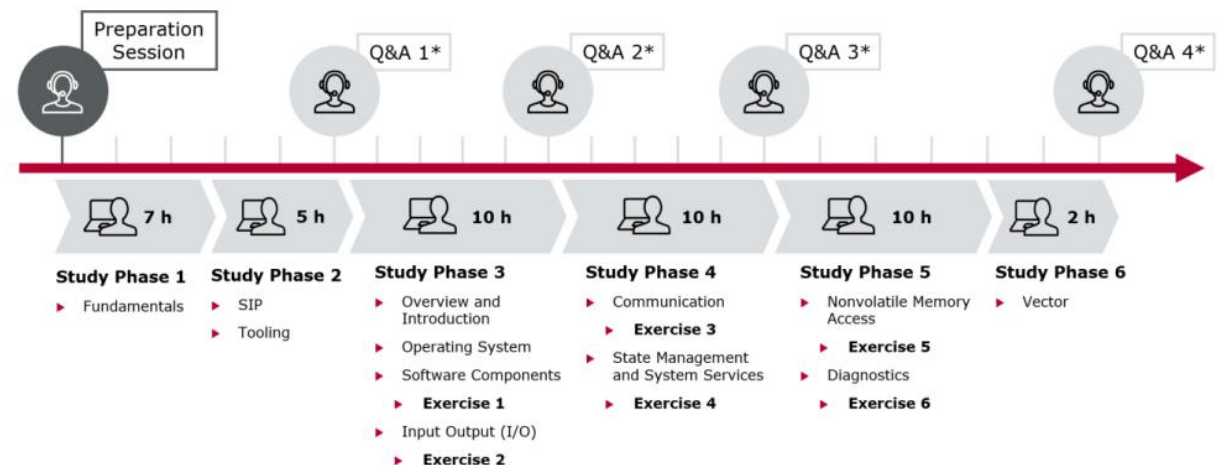 Preparation
Session
Q&A 1*
Q&A 2*
Q&A 3*
Q&A 4*
7 h
5 h
10 h
10 h
10 h
2 h
Study Phase 1
Fundamentals
Study Phase 2
SIP
Tooling
Study Phase 3
Overview and
Introduction
Operating System
Software Components
Exercise 1
Input Output (I/O)
Exercise 2
Study Phase 4
Communication
Exercise 3
State Management
and System Services
Exercise 4
Study Phase 5
Nonvolatile Memory
Access
Exercise 5
Diagnostics
Exercise 6
Study Phase 6
Vector